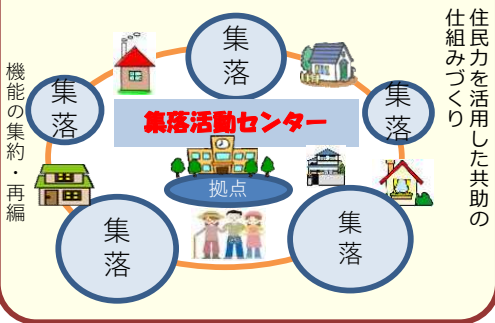 住民力を活用した共助の
仕組みづくり
集落
集落
集落
集落活動センター
拠点
集落
集落
機能の集約・再編